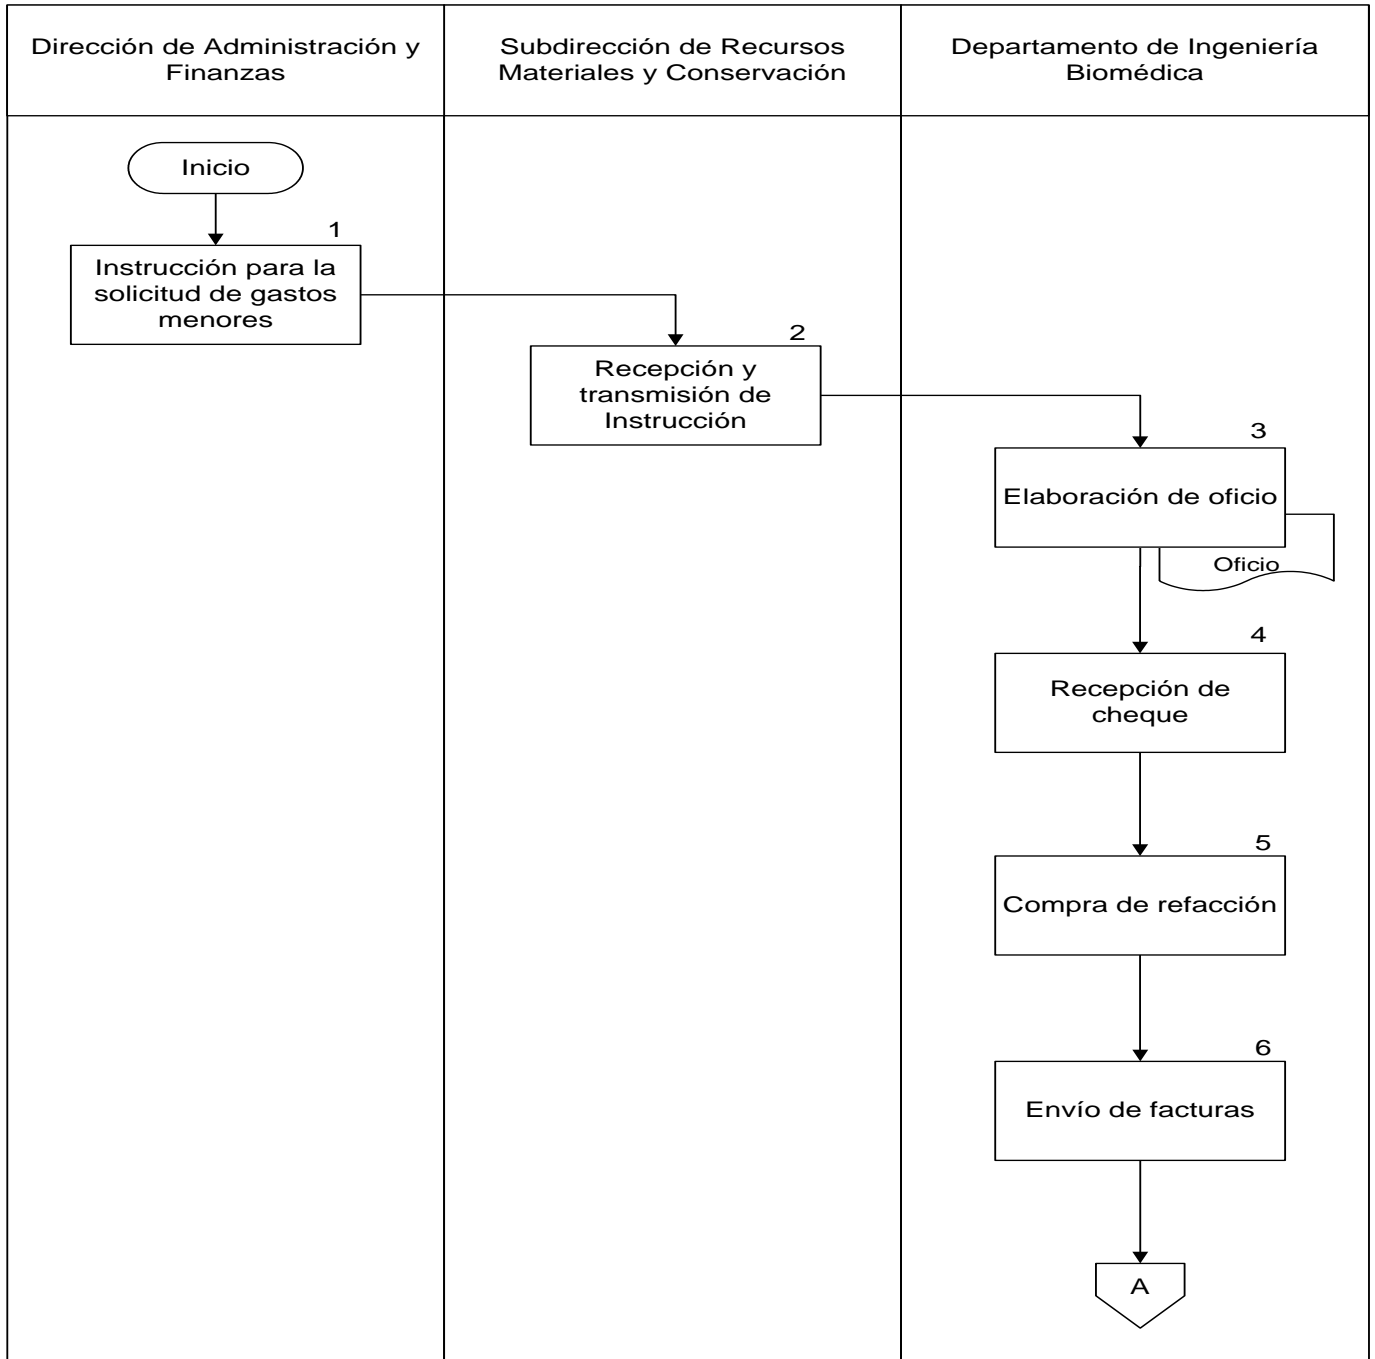 Dirección de Administración y
Finanzas
Subdirección de Recursos
Materiales y Conservación
Departamento de Ingeniería
Biomédica
Inicio
1
Instrucción para la
solicitud de gastos
menores
2
Recepción y
transmisión de
Instrucción
3
Elaboración de oficio
Oficio
4
Recepción de
cheque
5
Compra de refacción
6
Envío de facturas
A